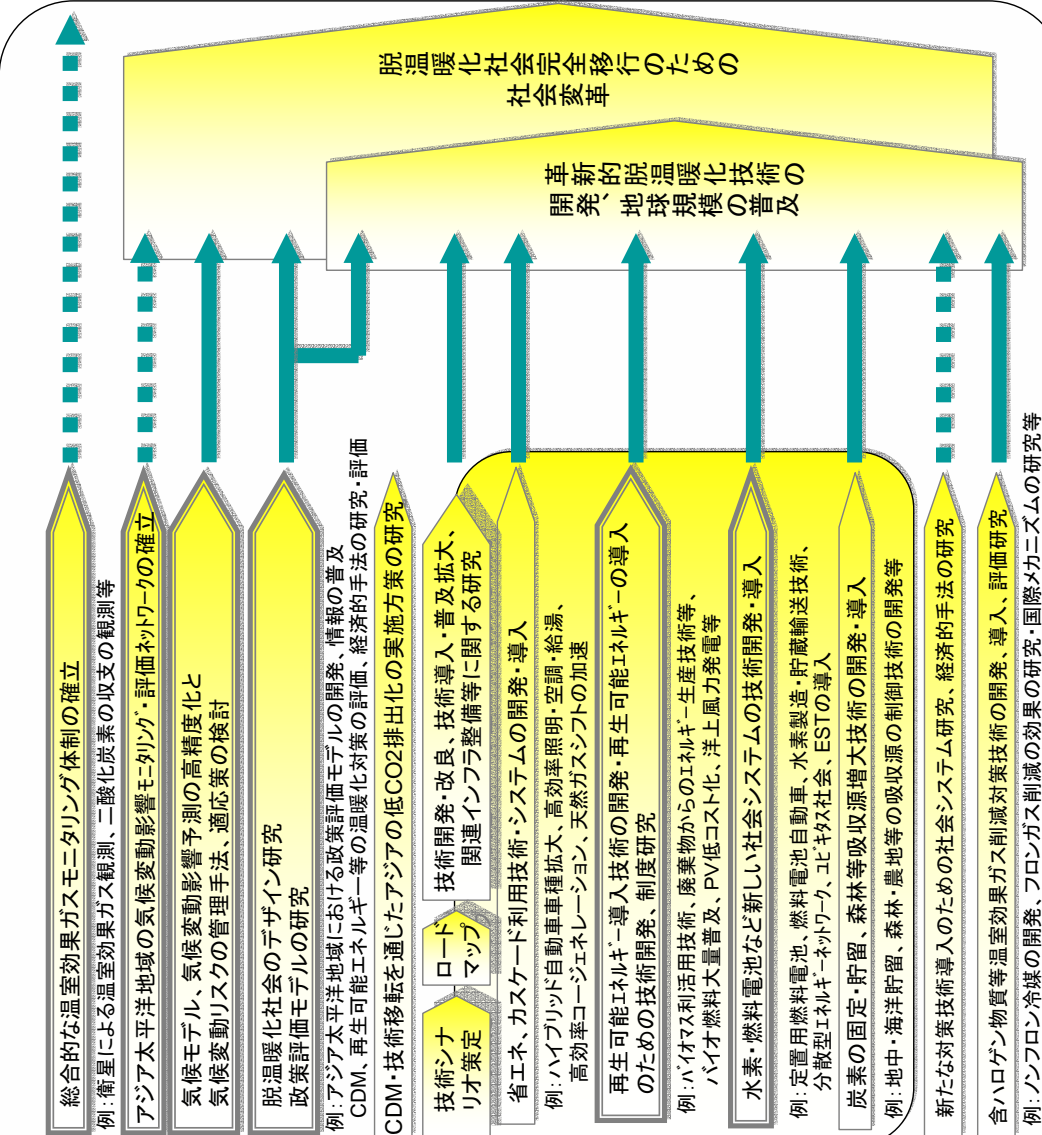 脱温暖化社会完全移行のための
社会変革
革新的脱温暖化技術の
開発、地球規模の普及
総合的な温室効果ガスモニタリング体制の確立
例：衛星による温室効果ガス観測、二酸化炭素の収支の観測等
アジア太平洋地域の気候変動影響モニタリング・評価ネットワークの確立
気候モデル、気候変動影響予測の高精度化と
気候変動リスクの管理手法、適応策の検討
脱温暖化社会のデザイン研究
政策評価モデルの研究
例：アジア太平洋地域における政策評価モデルの開発、情報の普及
CDM、再生可能エネルギー等の温暖化対策の評価、経済的手法の研究・評価
CDM・技術移転を通じたアジアの低CO2排出化の実施方策の研究
技術シナ
リオ策定
ロード
マップ
技術開発・改良、技術導入・普及拡大、
関連インフラ整備等に関する研究
省エネ、カスケード利用技術・システムの開発・導入
例：ハイブリッド自動車車種拡大、高効率照明・空調・給湯、
高効率コージェネレーション、天然ガスシフトの加速
再生可能エネルギー導入技術の開発・再生可能エネルギーの導入
のための技術開発、制度研究
例：バイオマス利活用技術、廃棄物からのエネルギー生産技術等、
バイオ燃料大量普及、PV低コスト化、洋上風力発電等
水素・燃料電池など新しい社会システムの技術開発・導入
例：定置用燃料電池、燃料電池自動車、水素製造・貯蔵輸送技術、
分散型エネルギーネットワーク、ユビキタス社会、ESTの導入
炭素の固定・貯留、森林等吸収源増大技術の開発・導入
例：地中・海洋貯留、森林・農地等の吸収源の制御技術の開発等
新たな対策技術導入のための社会システム研究、経済的手法の研究
含ハロゲン物質等温室効果ガス削減対策技術の開発、導入、評価研究
例：ノンフロン冷媒の開発、フロンガス削減の効果の研究・国際メカニズムの研究等